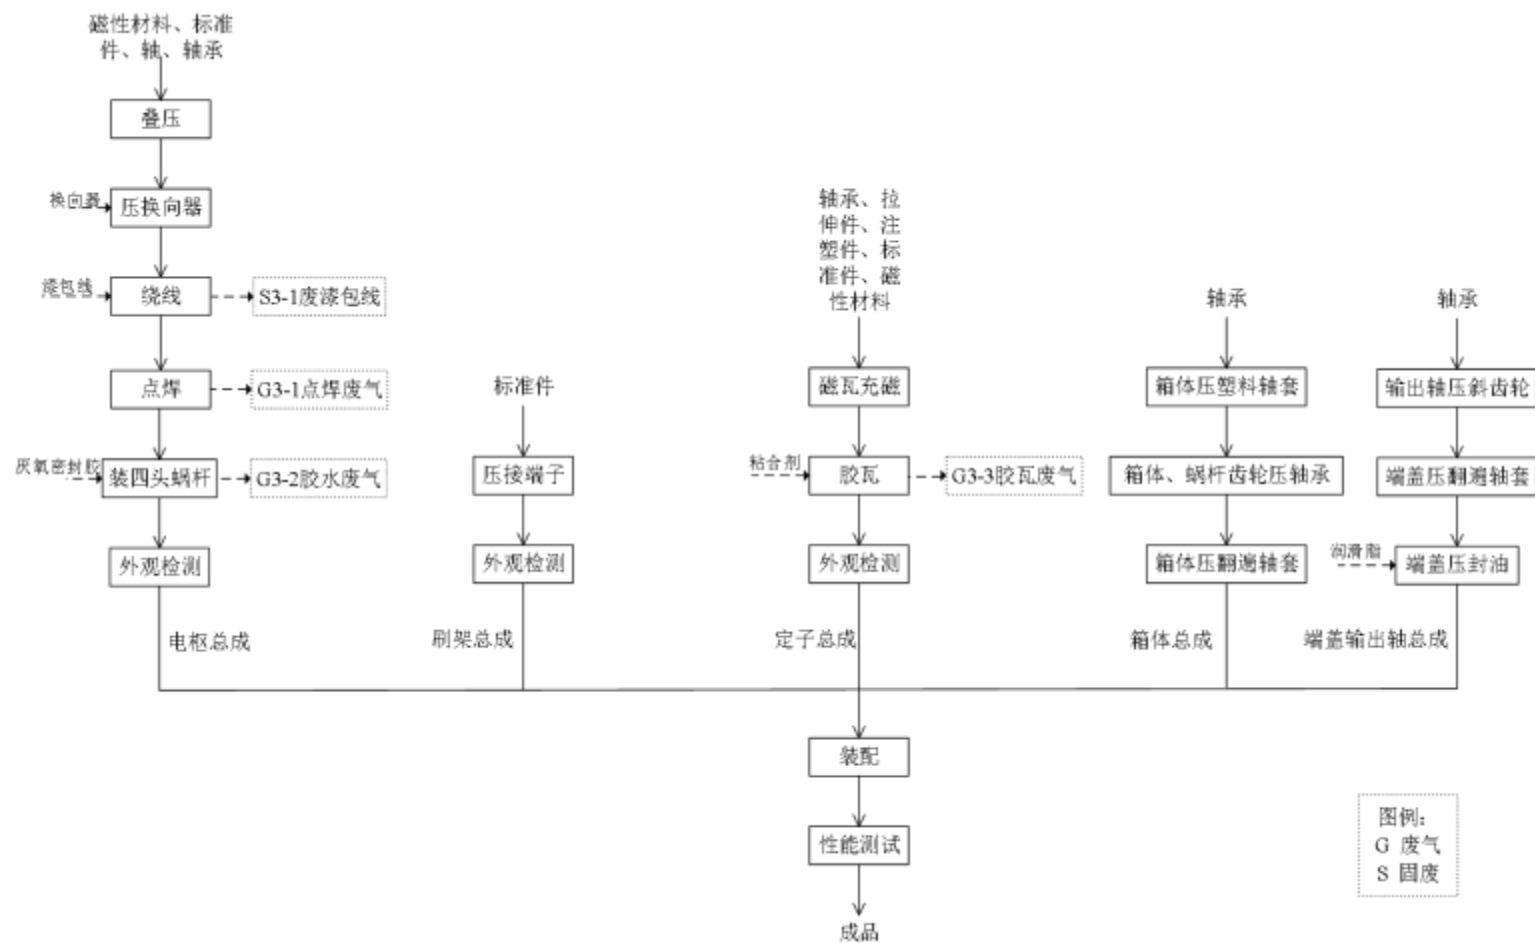 磁性材料、标准
件、轴、轴承
叠压
换向器
压换向器
漆包线
绕线
S3-1废漆包线
点焊
G3-1点焊废气
厌氧密封胶
装四头蜗杆
G3-2胶水废气
外观检测
电枢总成
标准件
压接端子
外观检测
刷架总成
轴承、拉
伸件、注
塑件、标
准件、磁
性材料
磁瓦充磁
粘合剂
胶瓦
G3-3胶瓦废气
外观检测
定子总成
轴承
箱体压塑料轴套
箱体、蜗杆齿轮压轴承
箱体压翻遍轴套
箱体总成
轴承
输出轴压斜齿轮
端盖压翻遍轴套
润滑脂
端盖压封油
端盖输出轴总成
装配
性能测试
成品
图例：
G 废气
S 固废